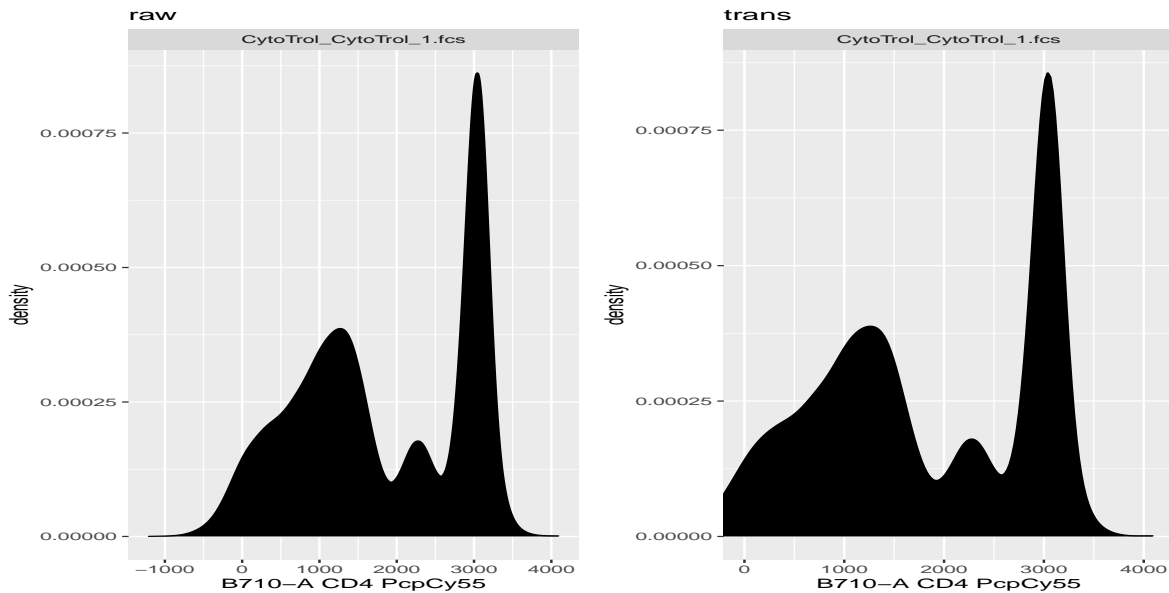 raw
CytoTrol_CytoTrol_1.fcs
0.00075
0.00050
0.00025
0.00000
density
−1000 0 1000 2000 3000 4000
B710−A CD4 PcpCy55
trans
CytoTrol_CytoTrol_1.fcs
0.00075
0.00050
0.00025
0.00000
density
0 1000 2000 3000 4000
B710−A CD4 PcpCy55